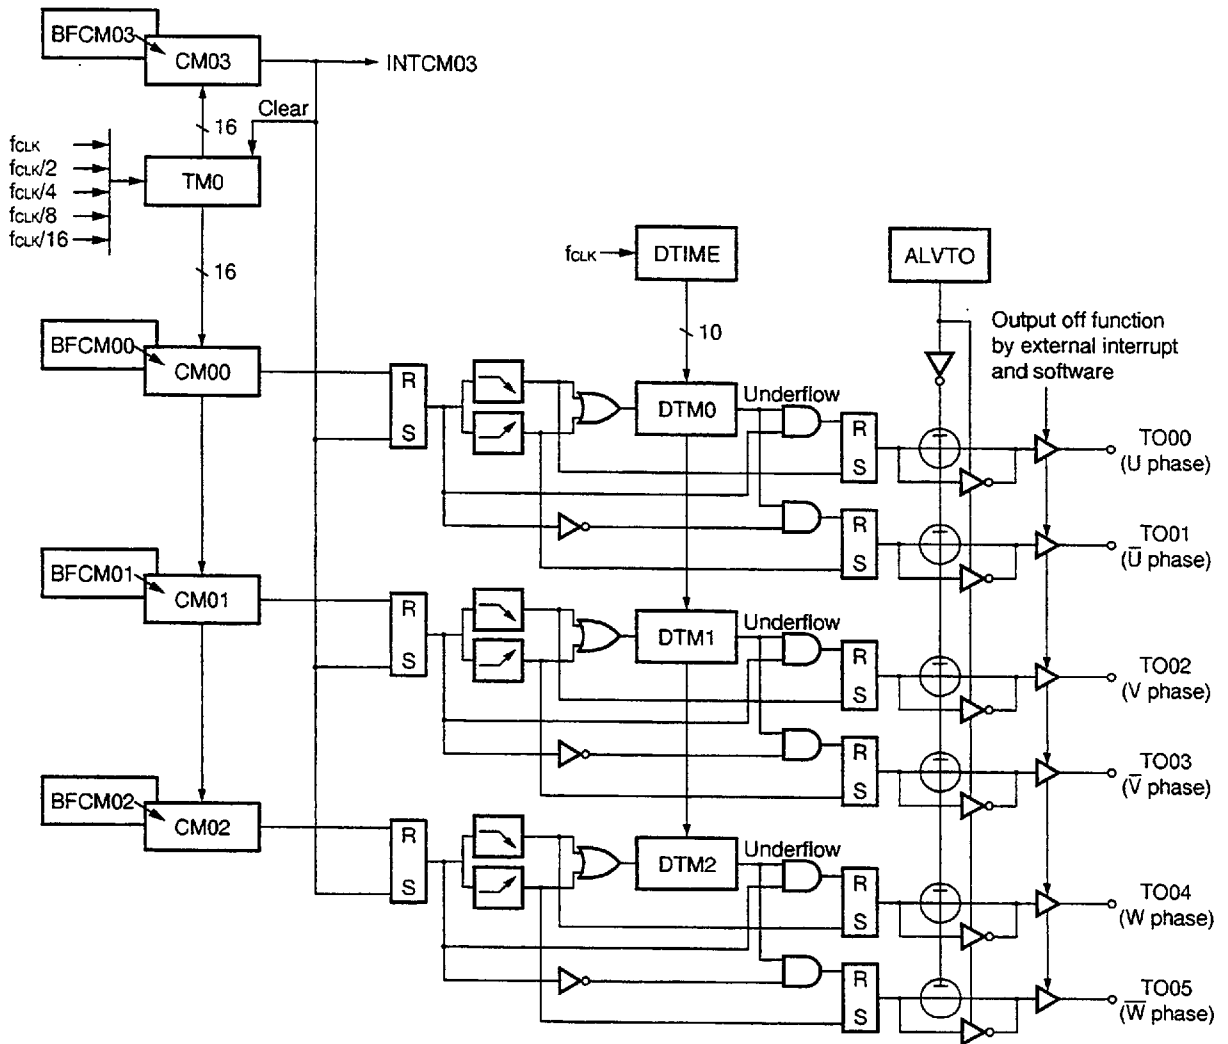 BFCM03
CM03
INTCM03
Clear
16
fCLK
fCLK/2
fCLK/4
fCLK/8
fCLK/16
TM0
16
fCLK
DTIME
ALVTO
10
Output off function
by external interrupt
and software
BFCM00
CM00
R
S
DTM0
Underflow
R
S
TO00
(U phase)
R
S
TO01
(U̅ phase)
BFCM01
CM01
R
S
DTM1
Underflow
R
S
TO02
(V phase)
R
S
TO03
(V̅ phase)
BFCM02
CM02
R
S
DTM2
Underflow
R
S
TO04
(W phase)
R
S
TO05
(W̅ phase)